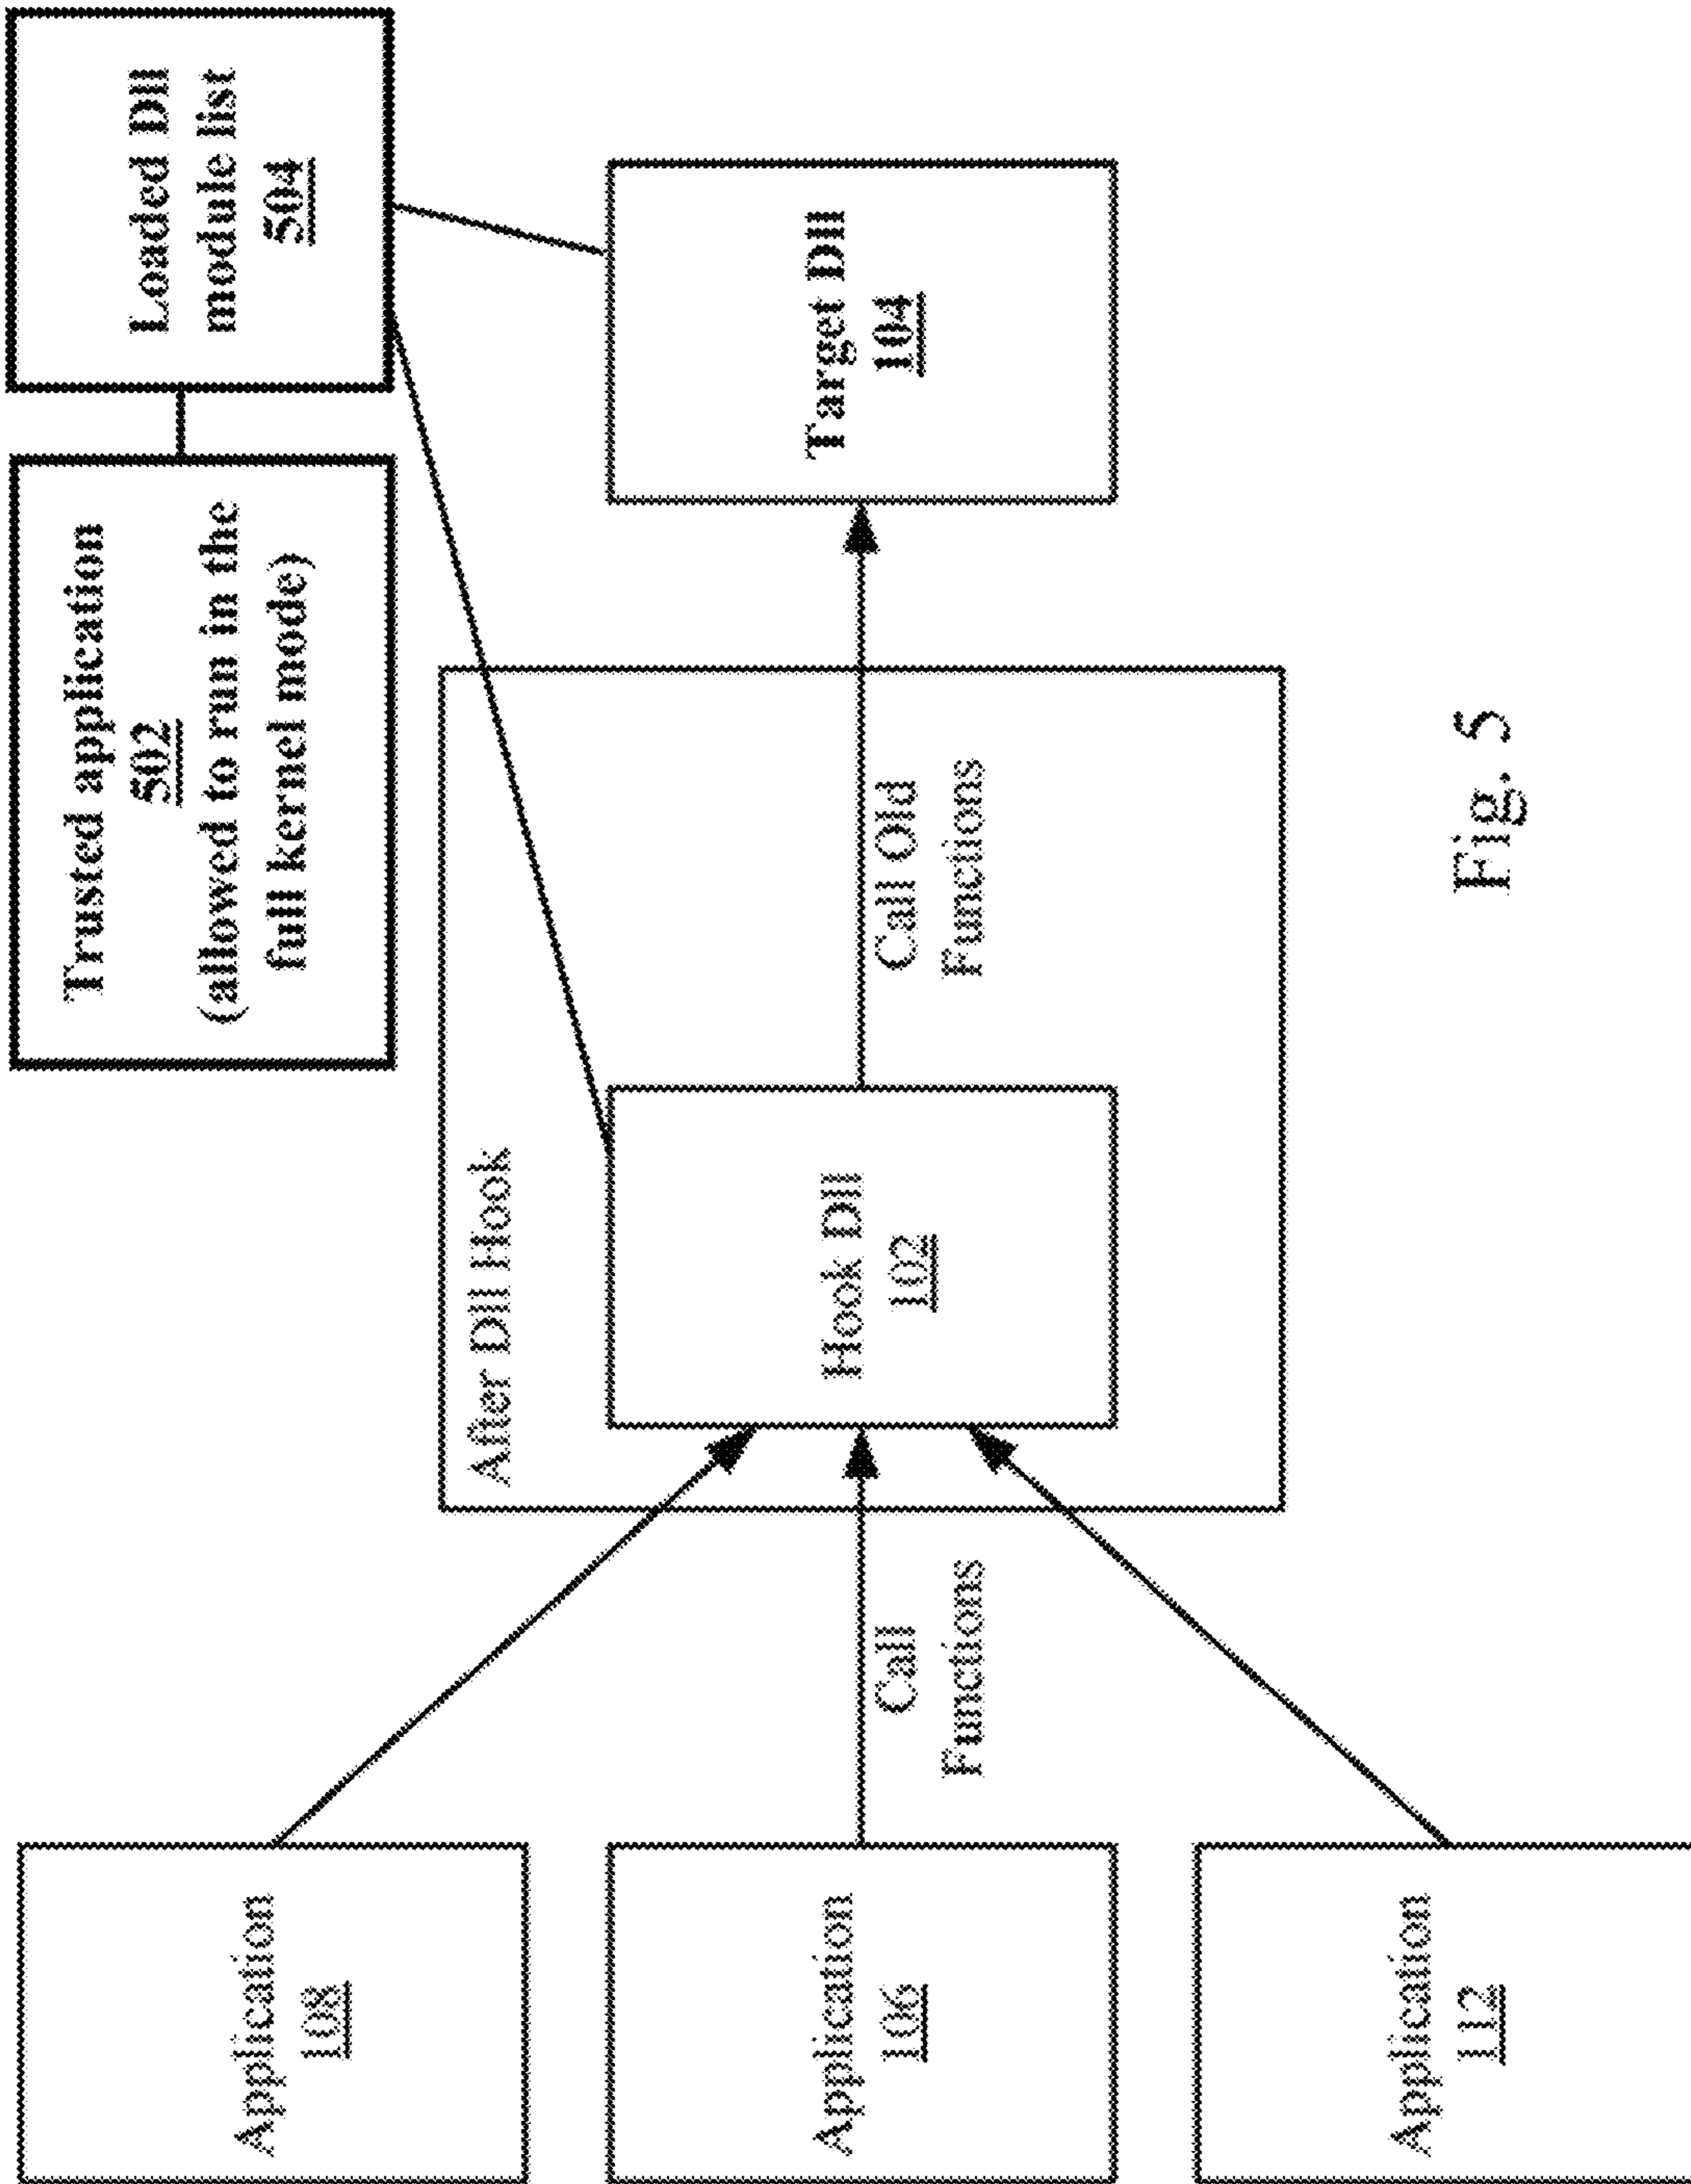 Trusted application
502
(allowed to run in the
full kernel mode)
Loaded Dll
module list
504
Application
108
After Dll Hook
Application
106
Call
Functions
Hook Dll
102
Call Old
Functions
Target Dll
104
Application
112
Fig. 5